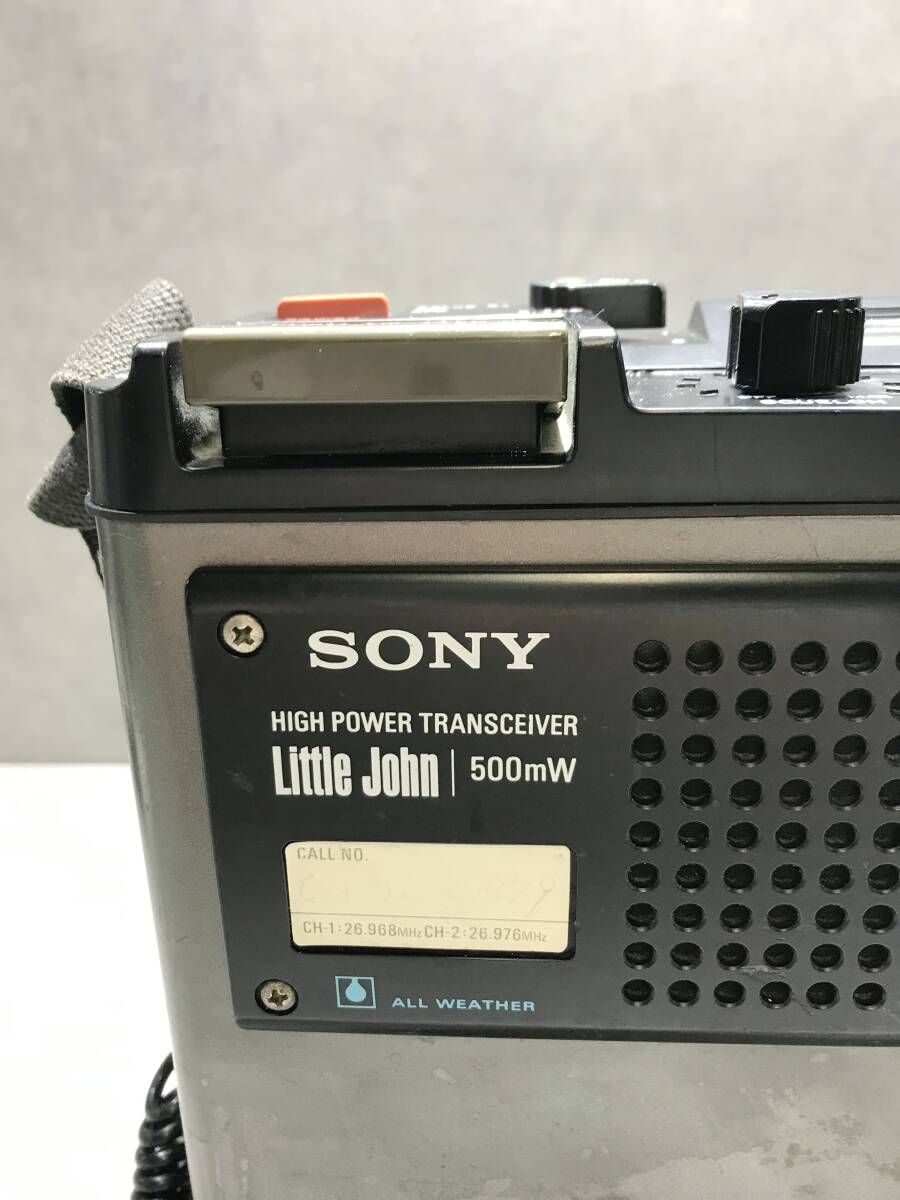 SONY
HIGH POWER TRANSCEIVER
Little John | 500mW
CALL NO.
CH-1:26.968MHz CH-2:26.976MHz
ALL WEATHER